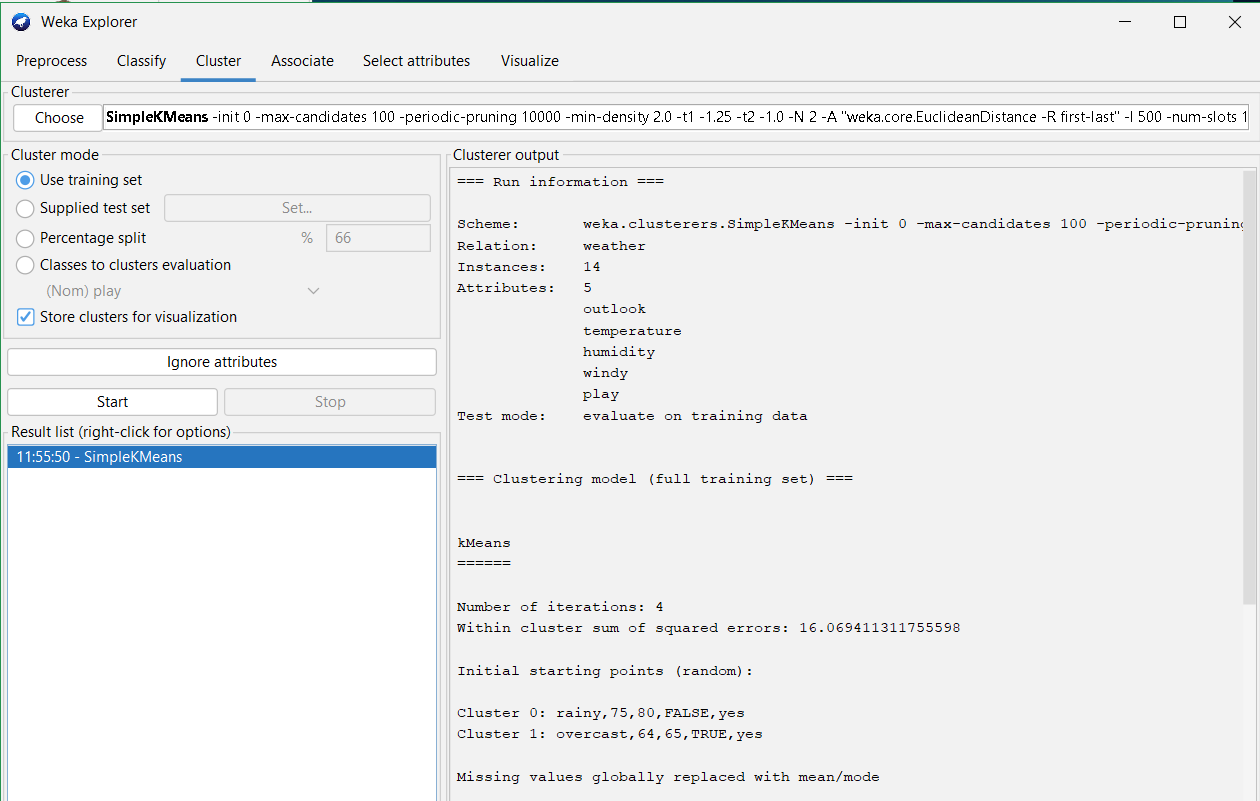 Weka Explorer
Preprocess Classify Cluster Associate Select attributes Visualize
Clusterer
Choose SimpleKMeans -init 0 -max-candidates 100 -periodic-pruning 10000 -min-density 2.0 -t1 -1.25 -t2 -1.0 -N 2 -A "weka.core.EuclideanDistance -R first-last" -I 500 -num-slots 1
Cluster mode
Use training set
Supplied test set Set...
Percentage split % 66
Classes to clusters evaluation
(Nom) play
Store clusters for visualization
Ignore attributes
Start Stop
Result list (right-click for options)
11:55:50 - SimpleKMeans
Clusterer output
=== Run information ===
Scheme: weka.clusterers.SimpleKMeans -init 0 -max-candidates 100 -periodic-pruning
Relation: weather
Instances: 14
Attributes: 5
outlook
temperature
humidity
windy
play
Test mode: evaluate on training data
=== Clustering model (full training set) ===
kMeans
======
Number of iterations: 4
Within cluster sum of squared errors: 16.069411311755598
Initial starting points (random):
Cluster 0: rainy,75,80,FALSE,yes
Cluster 1: overcast,64,65,TRUE,yes
Missing values globally replaced with mean/mode